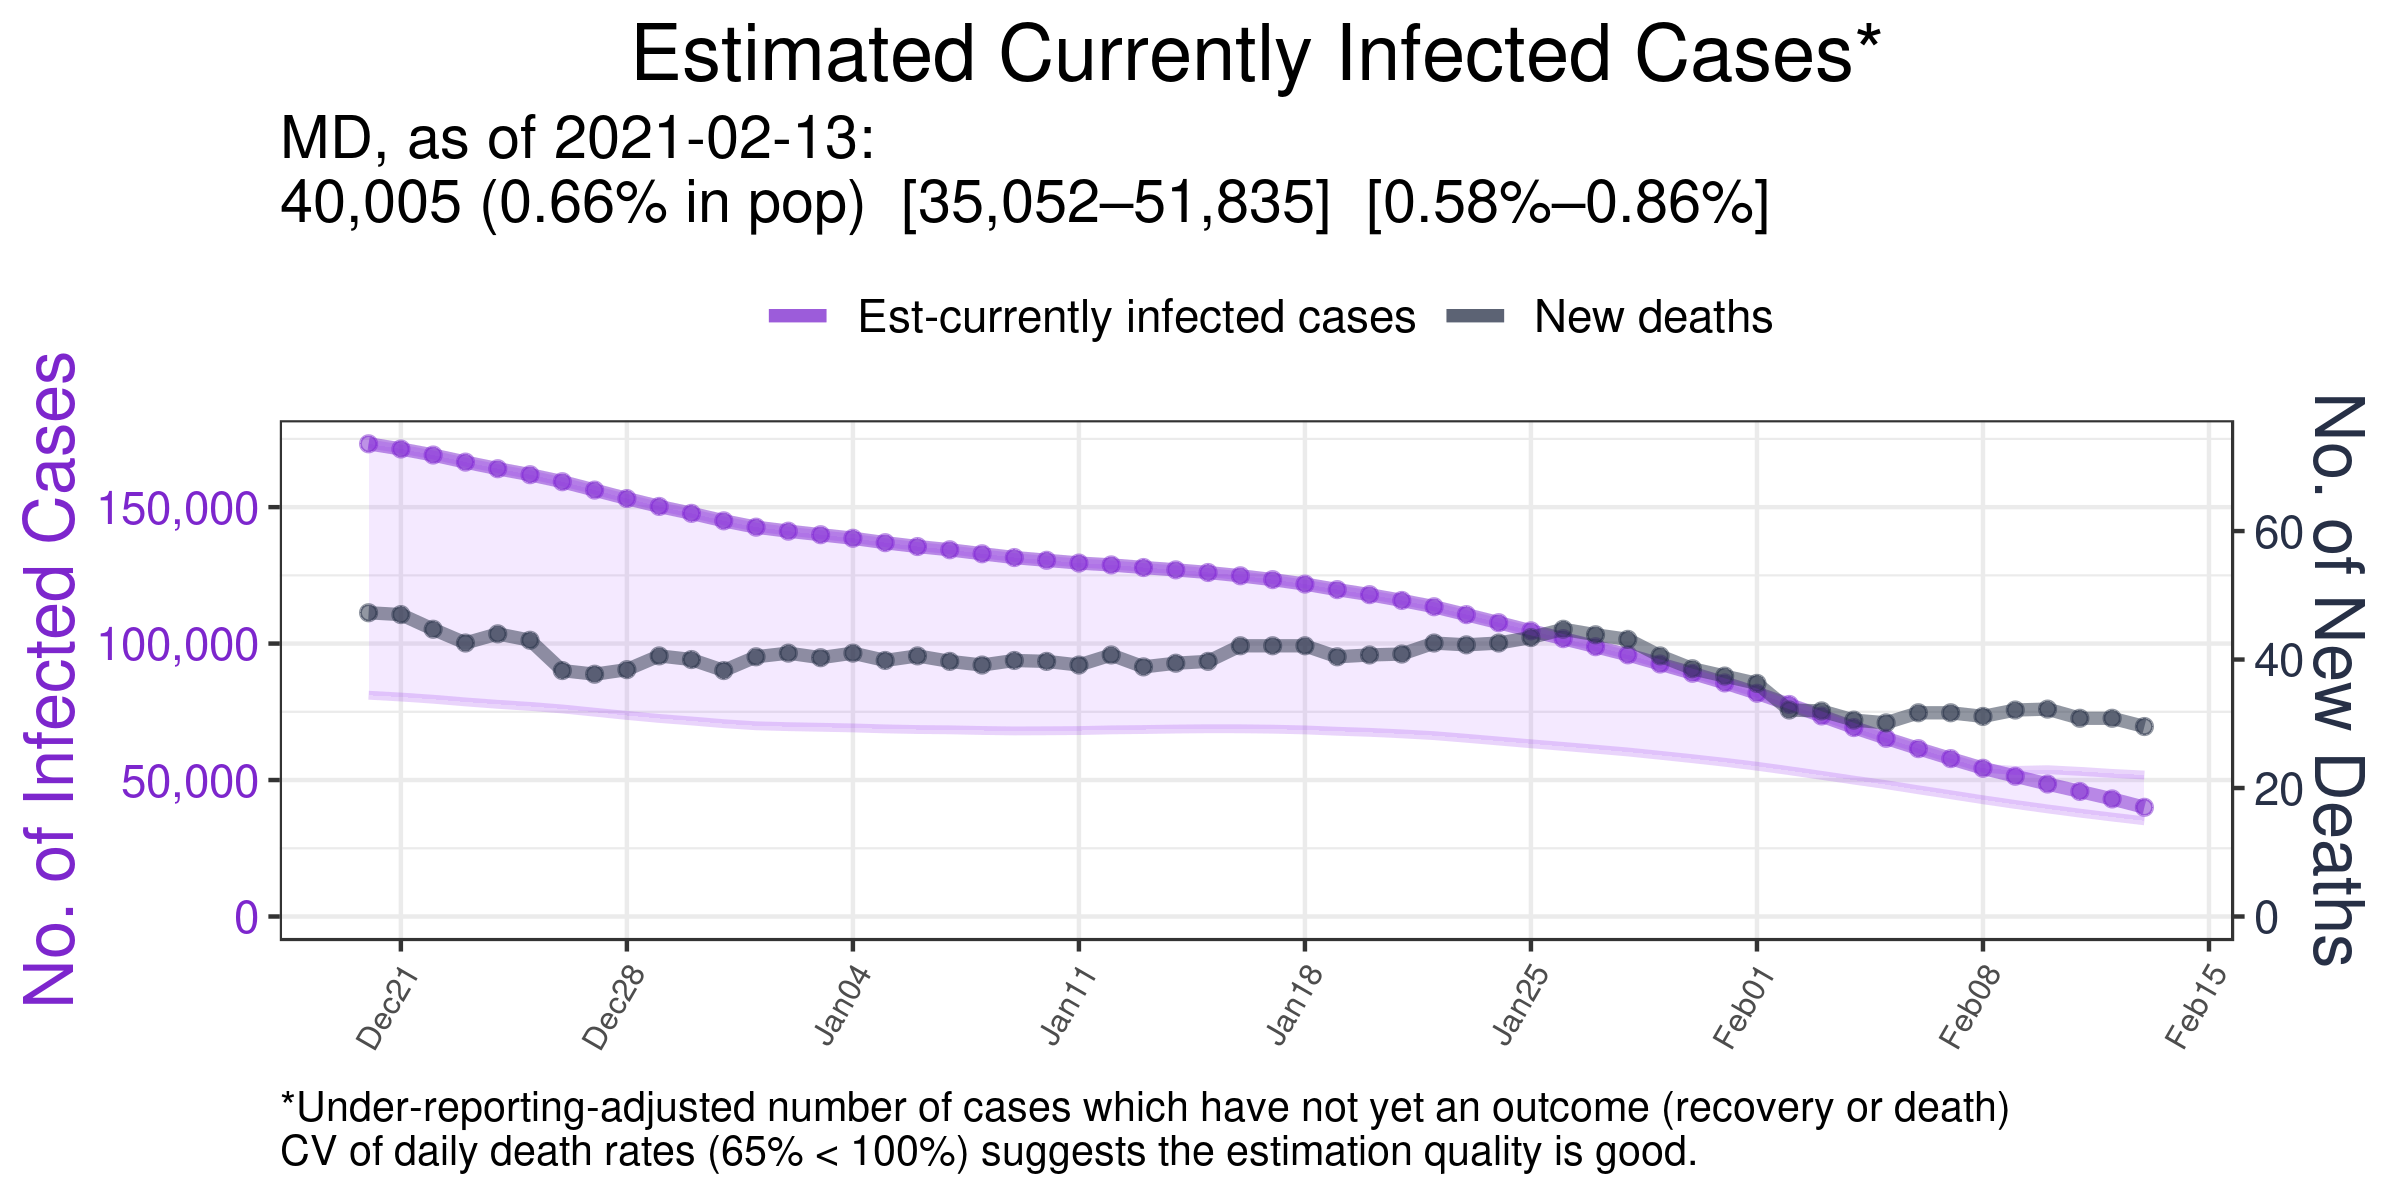 Estimated Currently Infected Cases*
MD, as of 2021-02-13:
40,005 (0.66% in pop) [35,052–51,835] [0.58%–0.86%]
Est-currently infected cases
New deaths
No. of Infected Cases
150,000
100,000
50,000
0
No. of New Deaths
60
40
20
0
Dec21
Dec28
Jan04
Jan11
Jan18
Jan25
Feb01
Feb08
Feb15
*Under-reporting-adjusted number of cases which have not yet an outcome (recovery or death)
CV of daily death rates (65% < 100%) suggests the estimation quality is good.